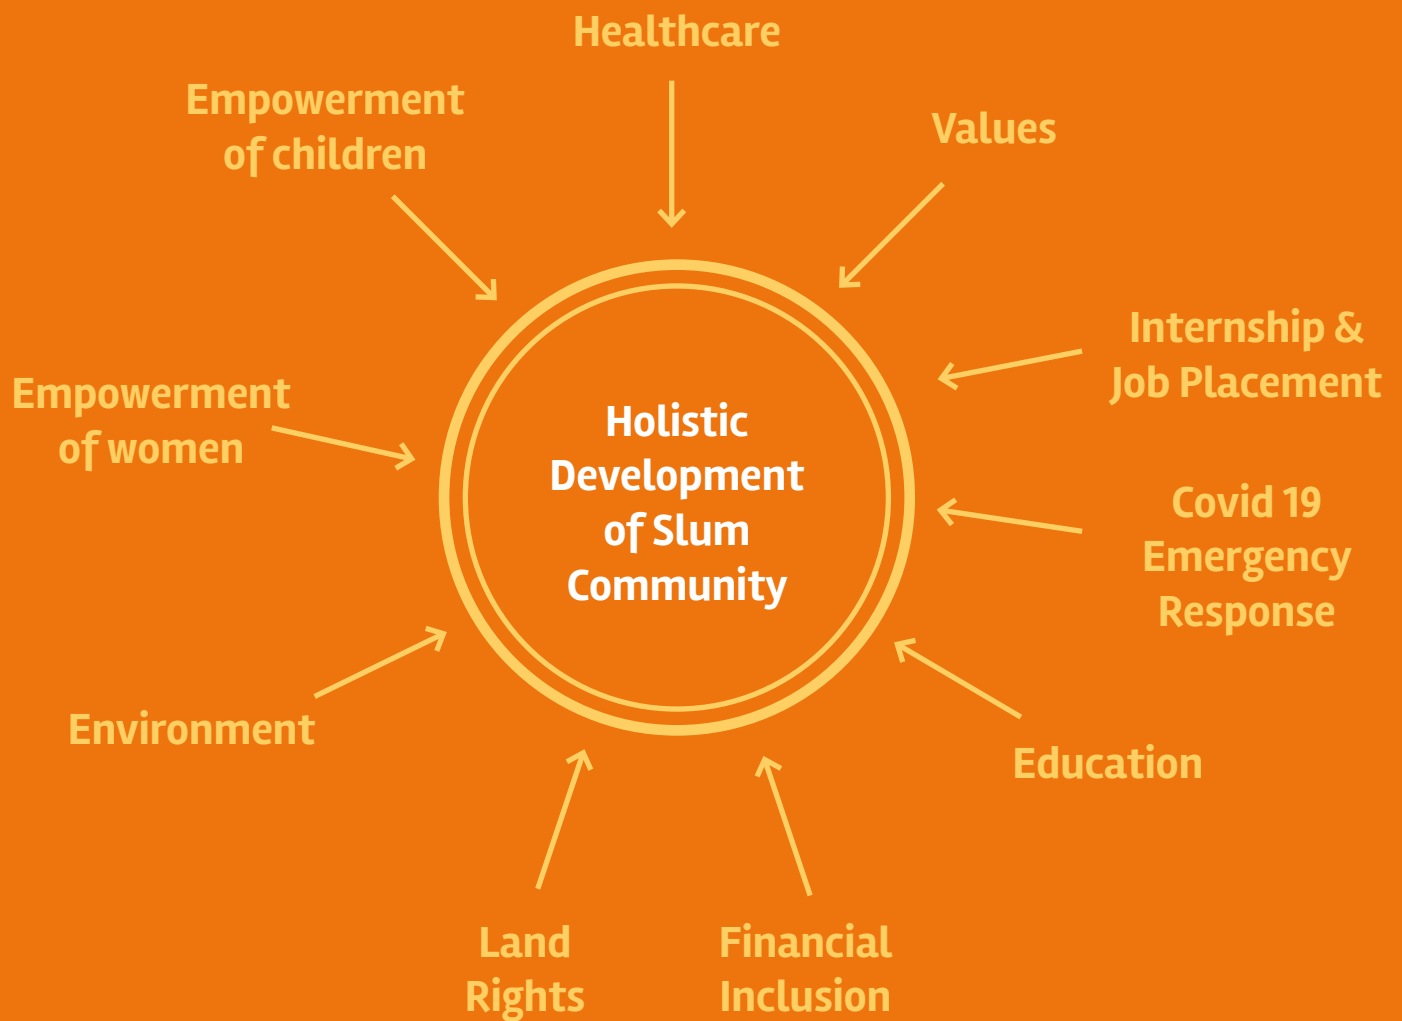 Healthcare
Empowerment
of children
Values
Internship &
Job Placement
Empowerment
of women
Holistic
Development
of Slum
Community
Covid 19
Emergency
Response
Environment
Education
Land
Rights
Financial
Inclusion